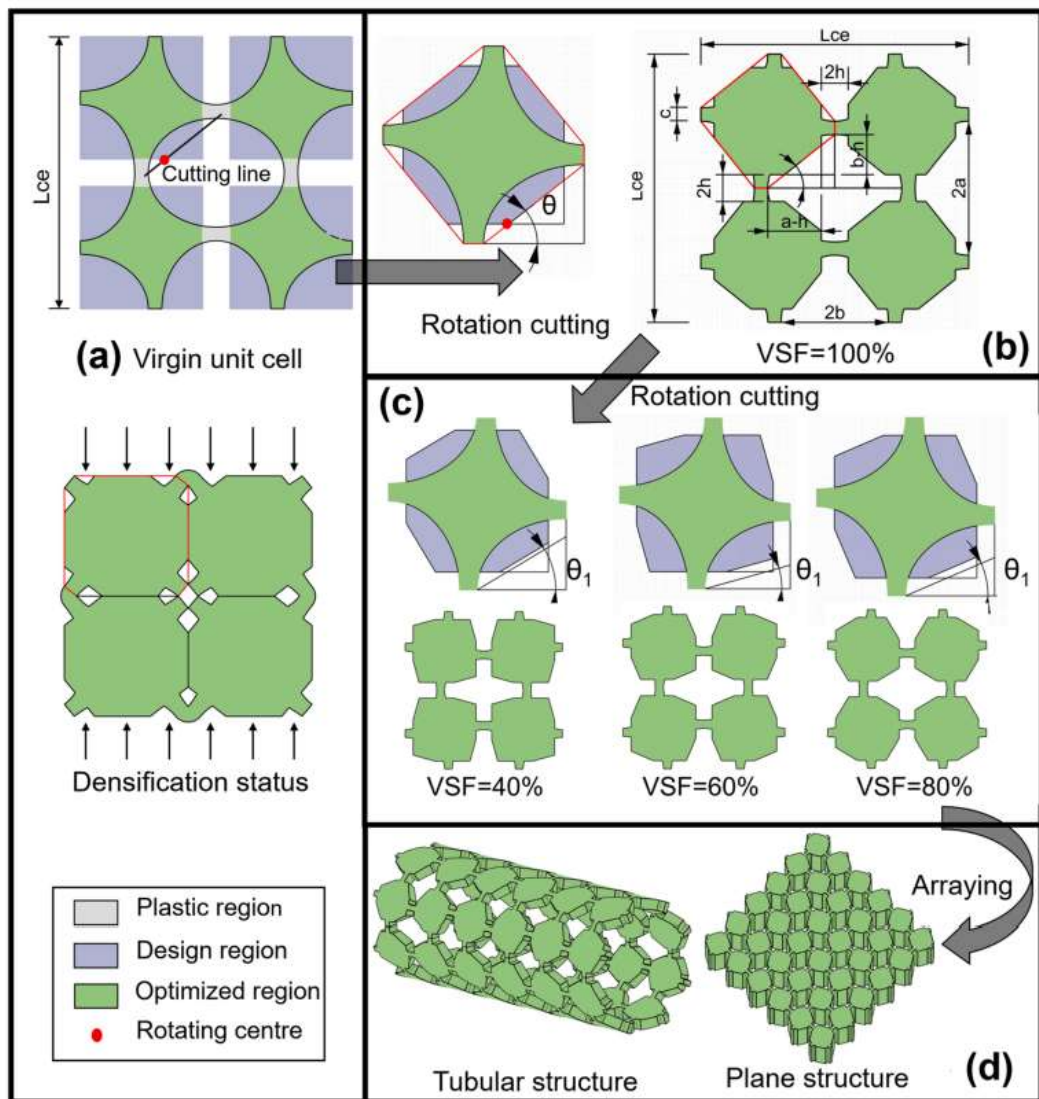 Lce
Cutting line
(a) Virgin unit cell
Densification status
Plastic region
Design region
Optimized region
Rotating centre
θ
Rotation cutting
Lce
Lce
2h
c
b-h
2h
a-h
2a
2b
VSF=100%
(b)
(c)
Rotation cutting
θ1
θ1
θ1
VSF=40%
VSF=60%
VSF=80%
Arraying
Tubular structure
Plane structure
(d)